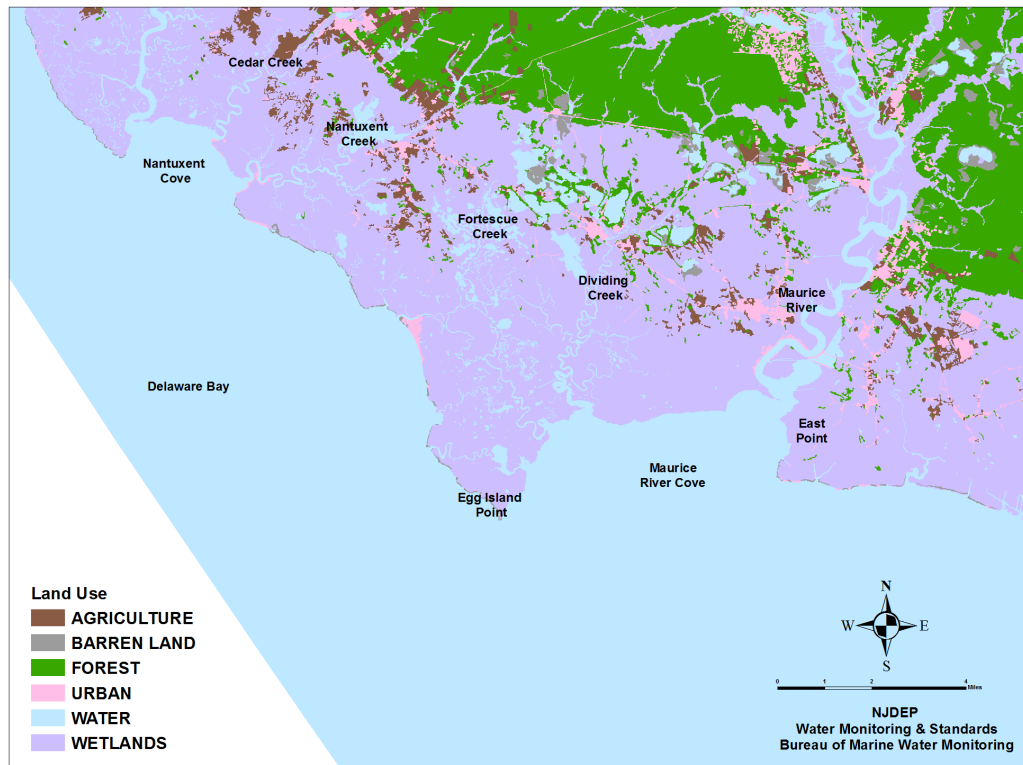 Cedar Creek
Nantuxent
Creek
Nantuxent
Cove
Fortescue
Creek
Dividing
Creek
Maurice
River
Delaware Bay
East
Point
Maurice
River Cove
Egg Island
Point
Land Use
AGRICULTURE
BARREN LAND
FOREST
URBAN
WATER
WETLANDS
N
W E
S
0 1 2 4
Miles
NJDEP
Water Monitoring & Standards
Bureau of Marine Water Monitoring